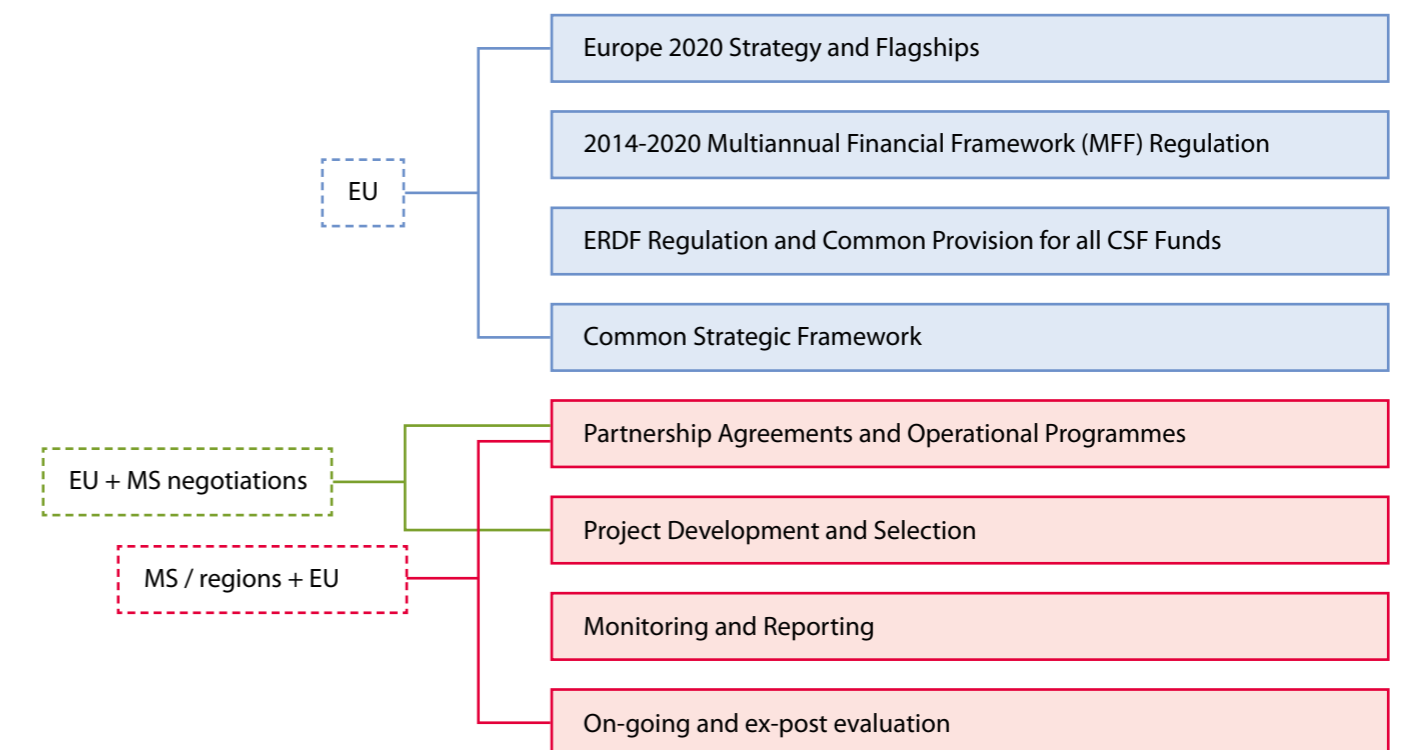 Europe 2020 Strategy and Flagships
2014-2020 Multiannual Financial Framework (MFF) Regulation
EU
ERDF Regulation and Common Provision for all CSF Funds
Common Strategic Framework
Partnership Agreements and Operational Programmes
EU + MS negotiations
Project Development and Selection
MS / regions + EU
Monitoring and Reporting
On-going and ex-post evaluation